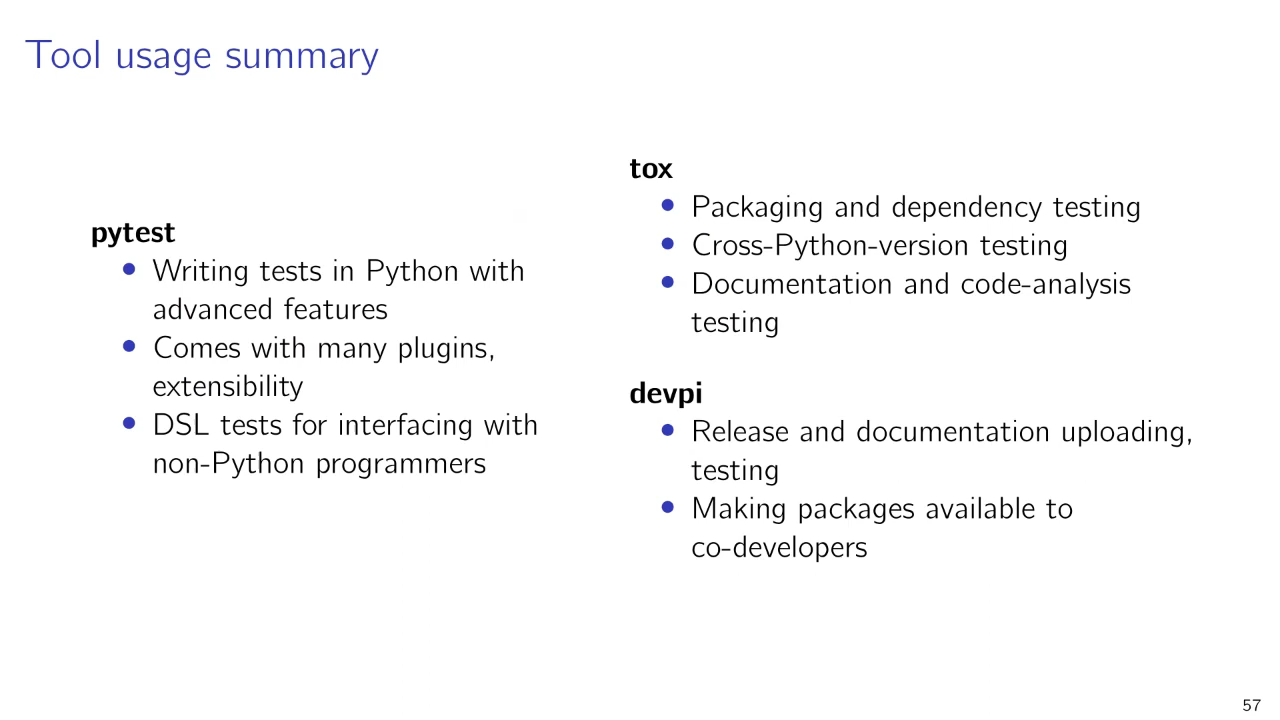 Tool usage summary
pytest
• Writing tests in Python with
advanced features
• Comes with many plugins,
extensibility
• DSL tests for interfacing with
non-Python programmers
tox
• Packaging and dependency testing
• Cross-Python-version testing
• Documentation and code-analysis
testing
devpi
• Release and documentation uploading,
testing
• Making packages available to
co-developers
57